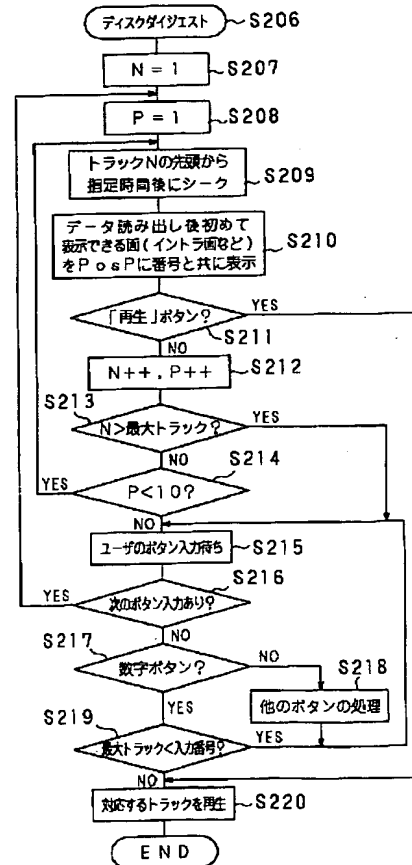 ディスクダイジェスト S206
N=1 S207
P=1 S208
トラックNの先頭から
指定時間後にシーク S209
データ読み出し後初めて
表示できる画(イントラ画など) S210
をPosPに番号と共に表示
「再生」ボタン? YES
S211
NO
N++,P++ S212
S213
N>最大トラック? YES
NO
S214
YES P<10?
NO
ユーザのボタン入力待ち S215
S216
YES 次のボタン入力あり?
NO
S217
数字ボタン? NO
S218
YES 他のボタンの処理
S219
最大トラック<入力番号? YES
NO
対応するトラックを再生 S220
END